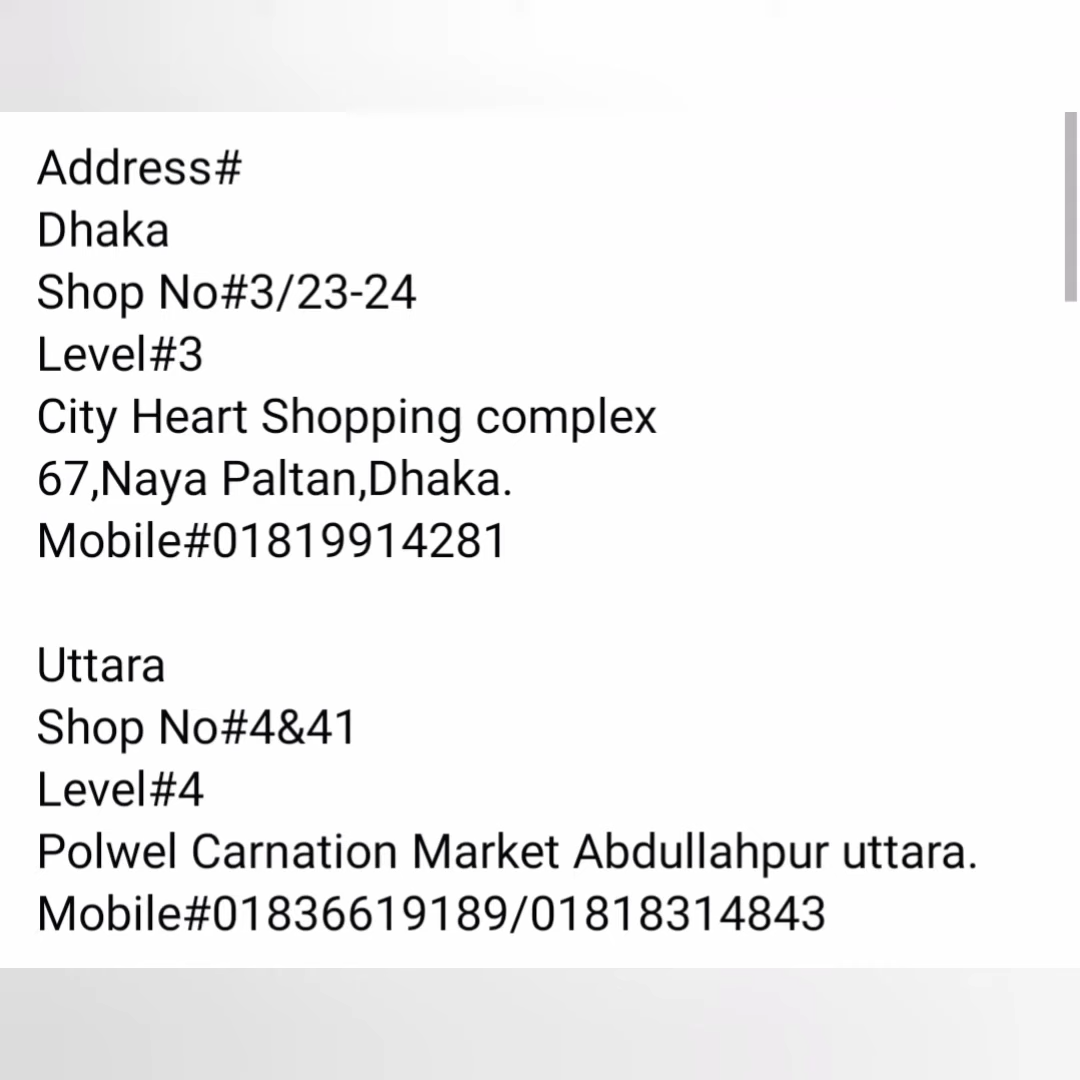 Address#
Dhaka
Shop No#3/23-24
Level#3
City Heart Shopping complex
67,Naya Paltan,Dhaka.
Mobile#01819914281
Uttara
Shop No#4&41
Level#4
Polwel Carnation Market Abdullahpur uttara.
Mobile#01836619189/01818314843